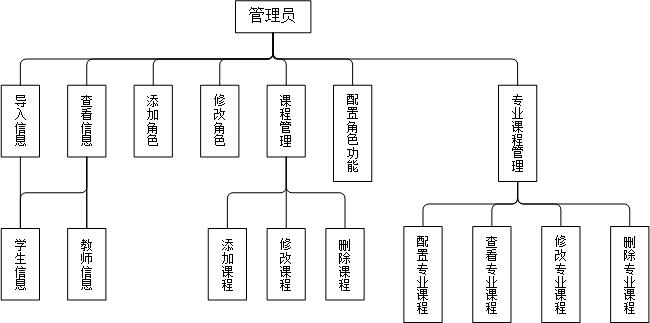 管理员
导入信息
查看信息
添加角色
修改角色
课程管理
配置角色功能
专业课程管理
学生信息
教师信息
添加课程
修改课程
删除课程
配置专业课程
查看专业课程
修改专业课程
删除专业课程